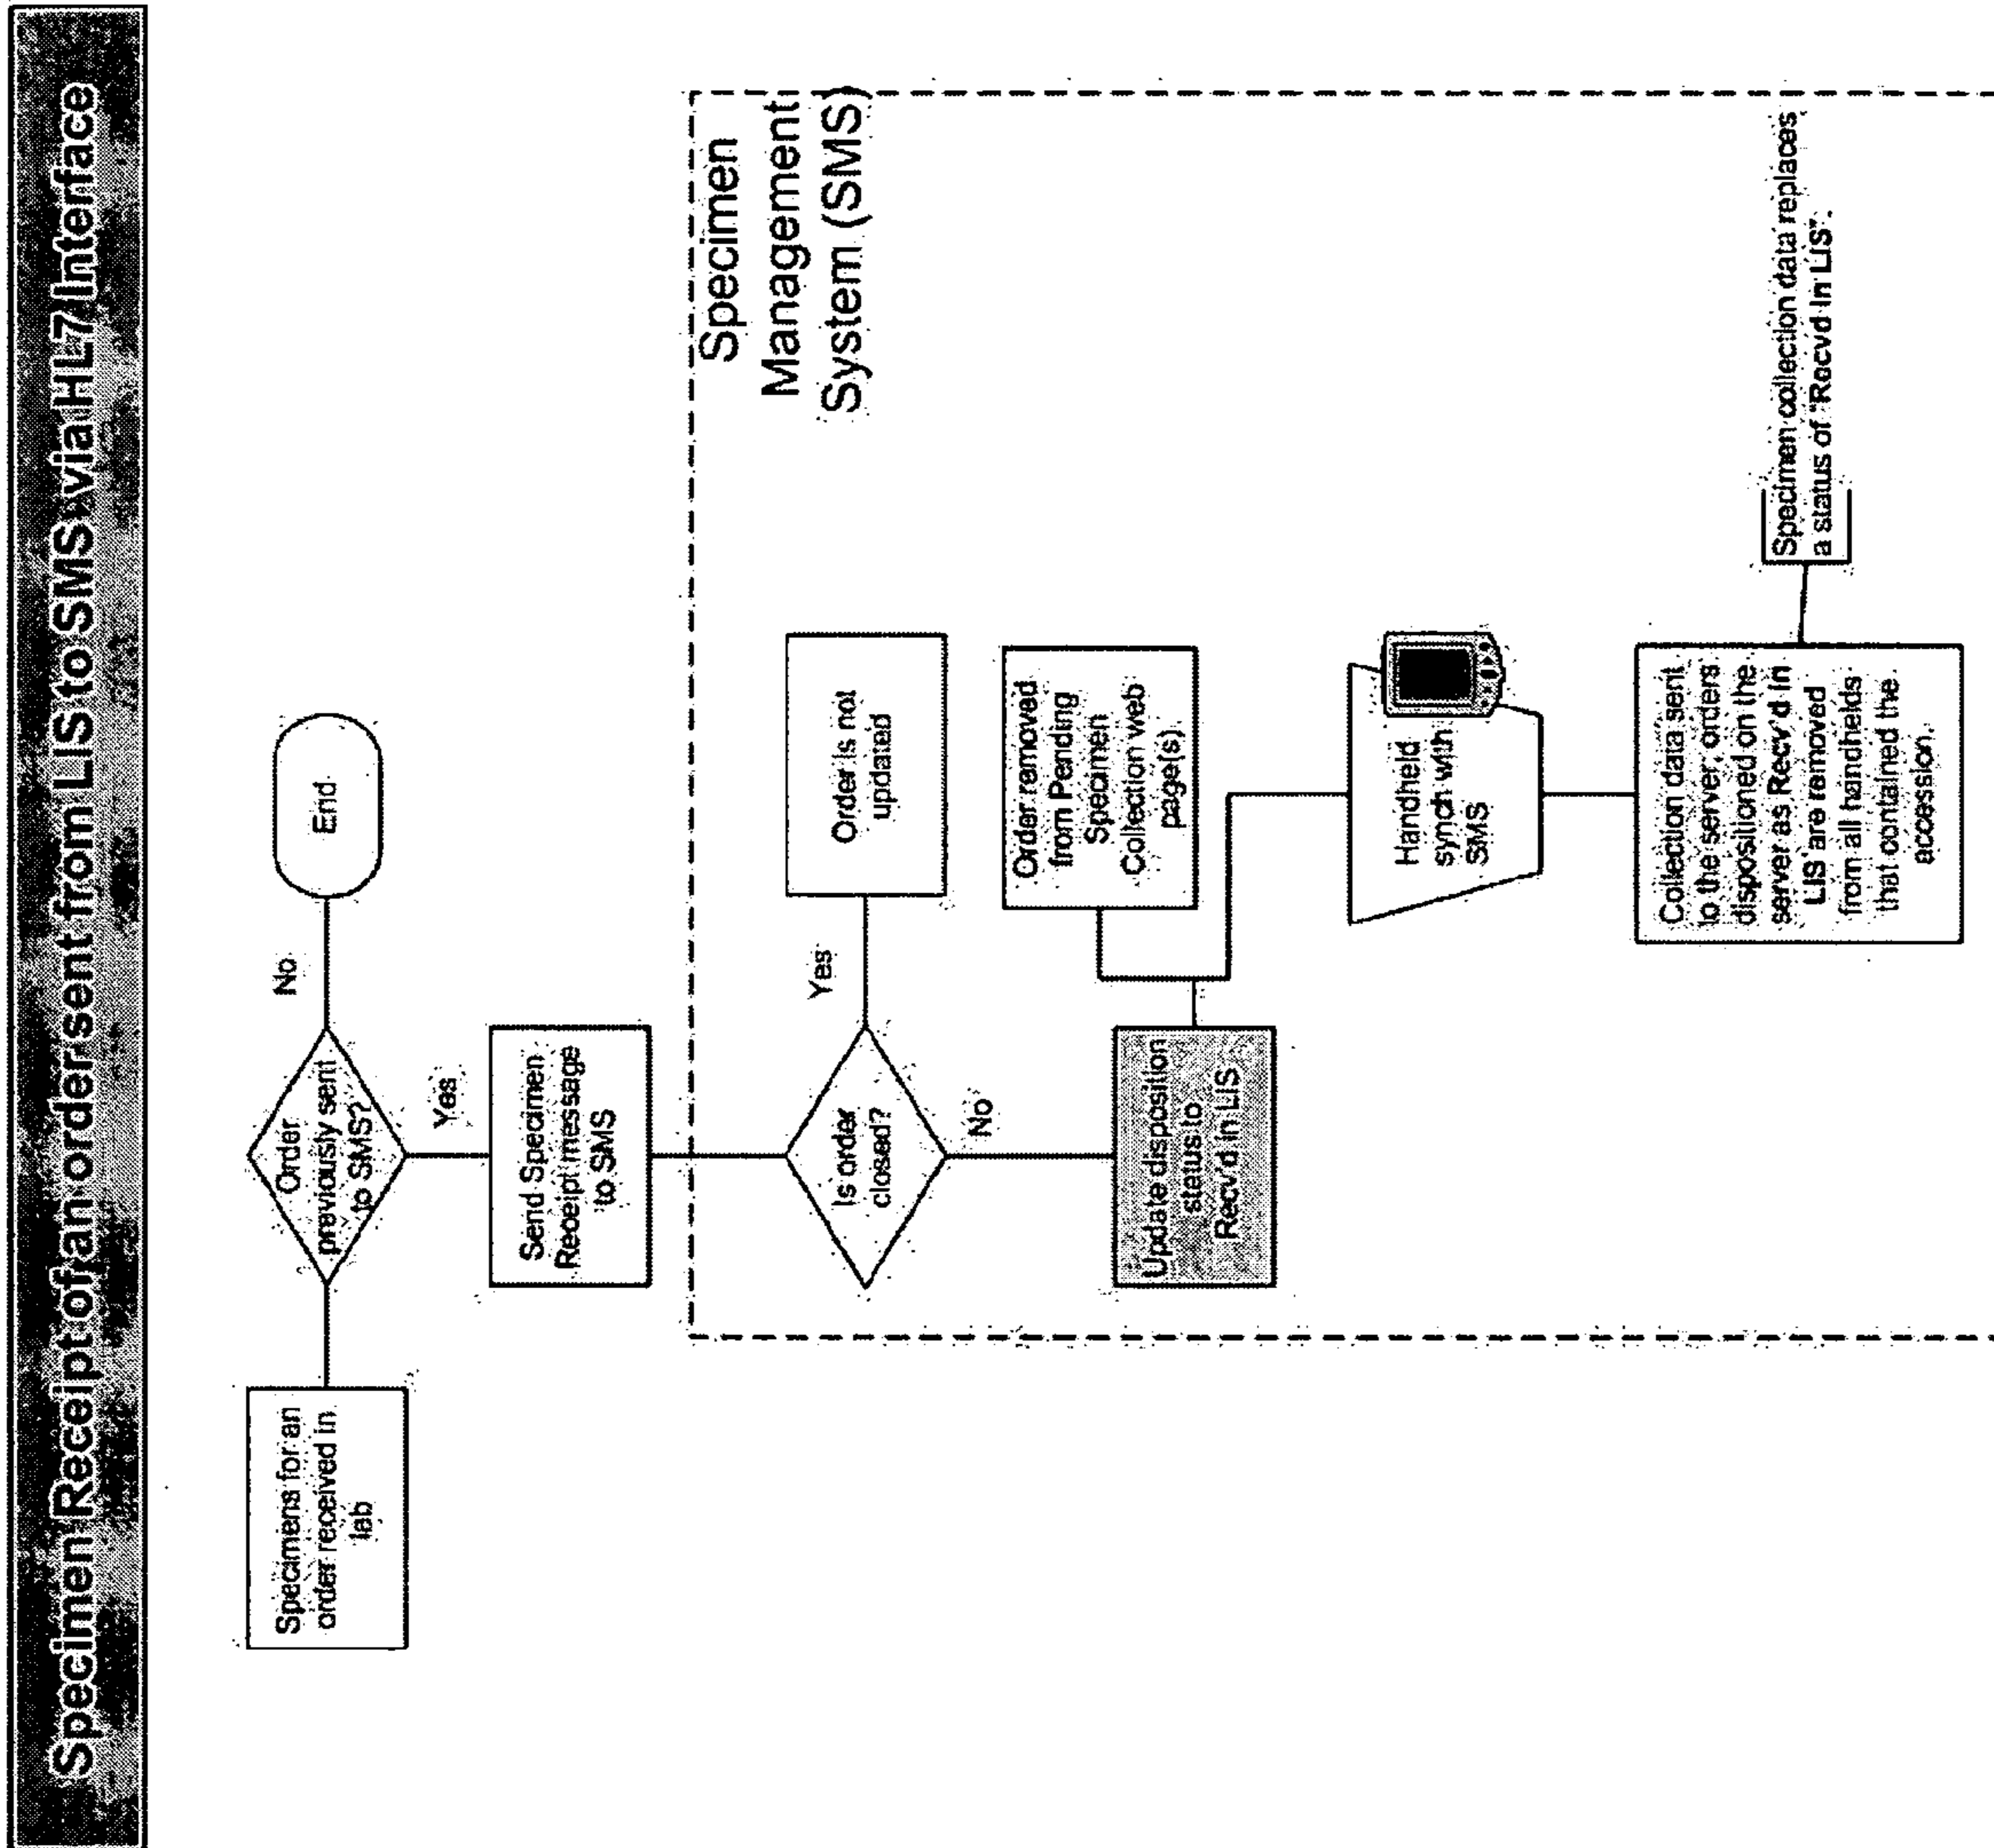 Specimen Receipt of an order sent from LIS to SMS via HL7 Interface
Specimens for an
order received in
lab
Order
previously sent
to SMS?
No
End
Yes
Send Specimen
Receipt message
to SMS
Specimen
Management
System (SMS)
Is order
closed?
Yes
Order is not
updated
No
Update disposition
status to
Recv'd in LIS
Order removed
from Pending
Specimen
Collection web
page(s)
Handheld
synch with
SMS
Collection data sent
to the server, orders
dispositioned on the
server as Recv'd in
LIS are removed
from all handhelds
that contained the
accession.
Specimen collection data replaces
a status of "Recvd In LIS".